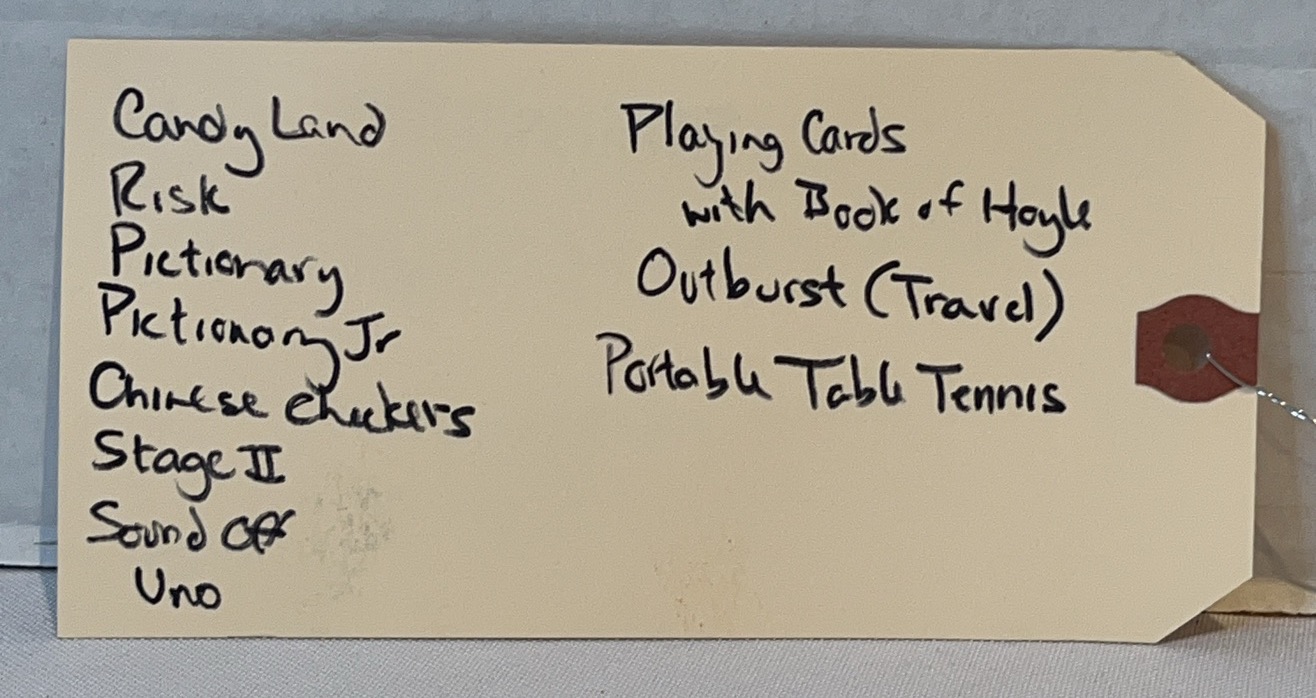 Candy Land
Risk
Pictionary
Pictionary Jr
Chinese Checkers
Stage II
Sound Off
Uno
Playing Cards
with Book of Hoyle
Outburst (Travel)
Portable Table Tennis